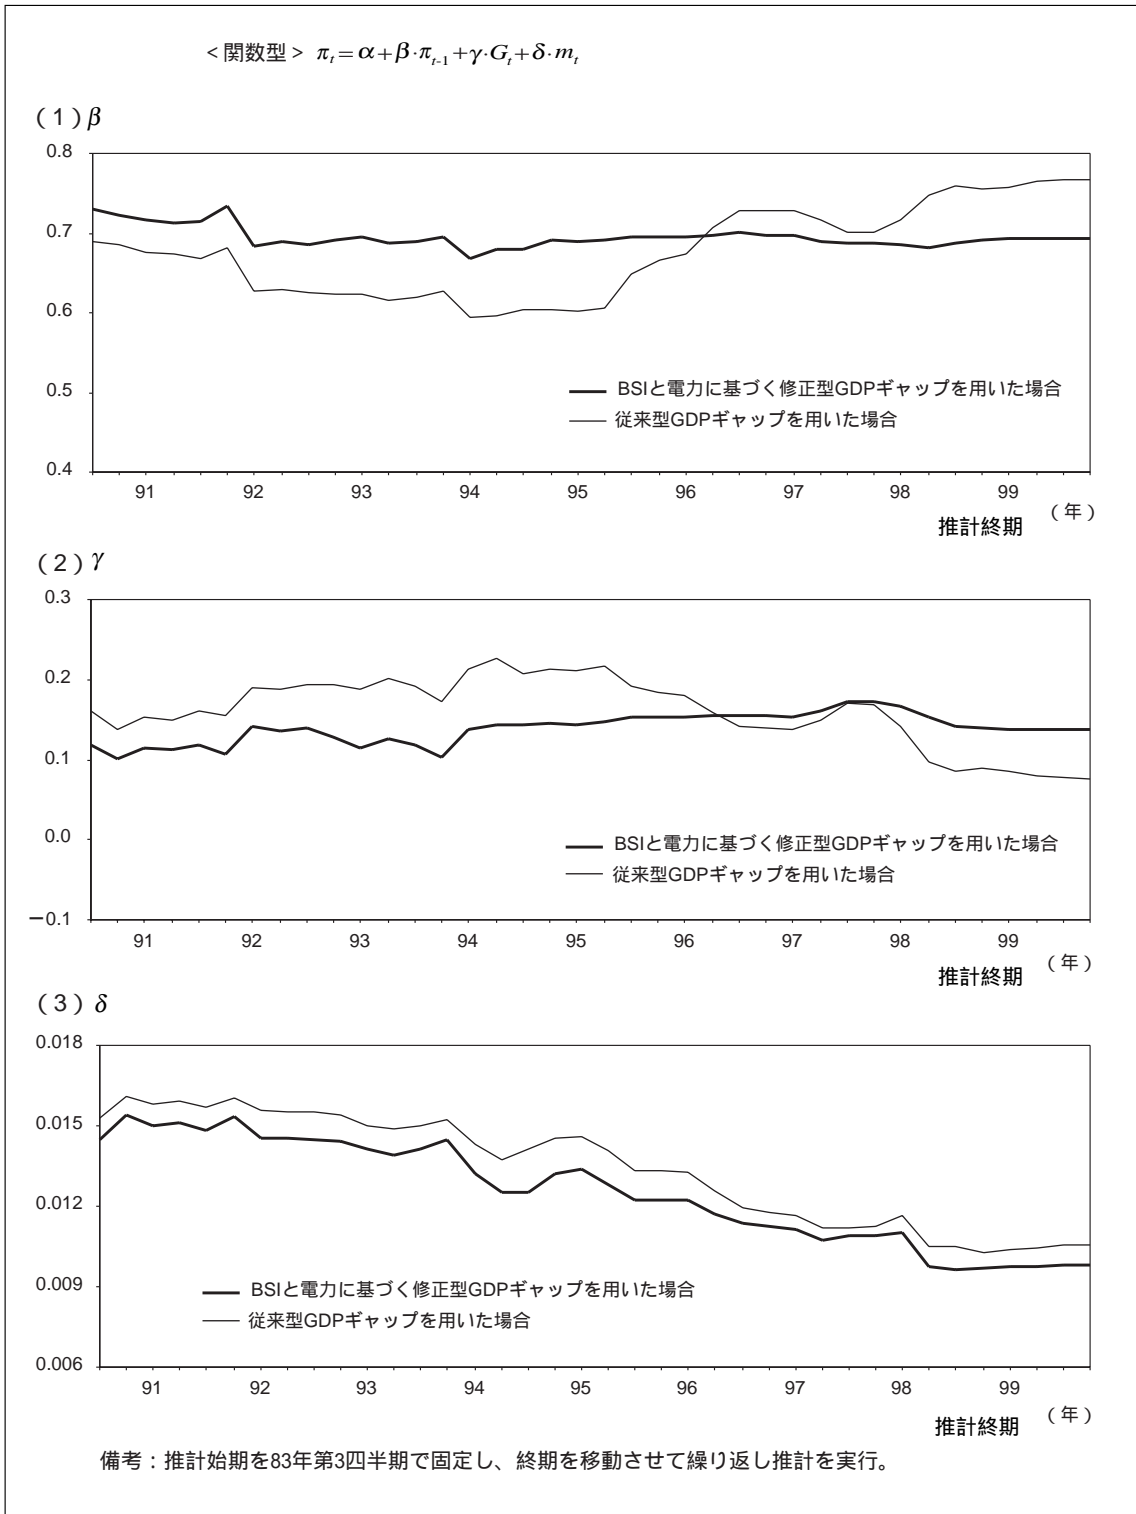 ＜関数型＞ πt＝α＋β·πt-1＋γ·Gt＋δ·mt
（1）β
0.8
0.7
0.6
0.5
0.4
BSIと電力に基づく修正型GDPギャップを用いた場合
従来型GDPギャップを用いた場合
91 92 93 94 95 96 97 98 99
（年）
推計終期
（2）γ
0.3
0.2
0.1
0.0
－0.1
BSIと電力に基づく修正型GDPギャップを用いた場合
従来型GDPギャップを用いた場合
91 92 93 94 95 96 97 98 99
（年）
推計終期
（3）δ
0.018
0.015
0.012
0.009
0.006
BSIと電力に基づく修正型GDPギャップを用いた場合
従来型GDPギャップを用いた場合
91 92 93 94 95 96 97 98 99
（年）
推計終期
備考：推計始期を83年第3四半期で固定し、終期を移動させて繰り返し推計を実行。